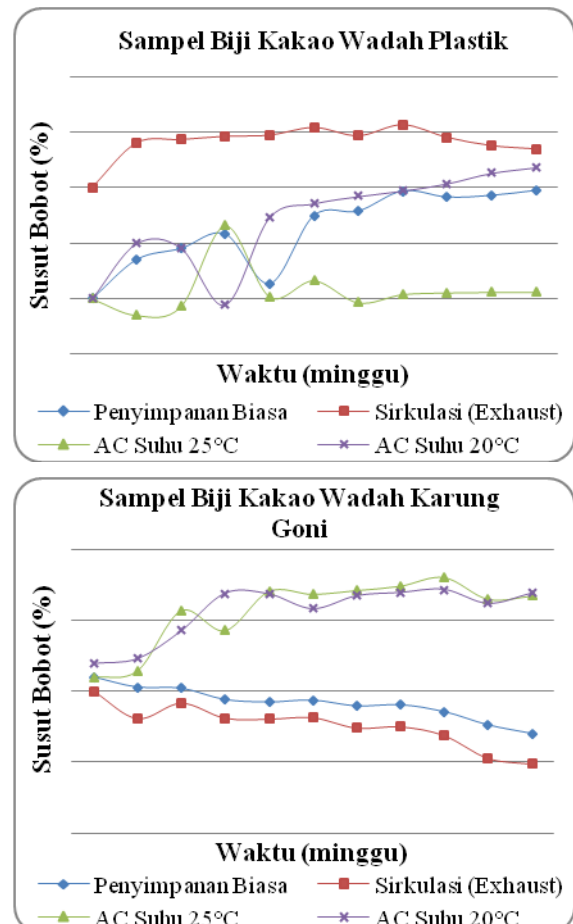 Sampel Biji Kakao Wadah Plastik
Susut Bobot (%)
Waktu (minggu)
Penyimpanan Biasa
Sirkulasi (Exhaust)
AC Suhu 25°C
AC Suhu 20°C
Sampel Biji Kakao Wadah Karung
Goni
Susut Bobot (%)
Waktu (minggu)
Penyimpanan Biasa
Sirkulasi (Exhaust)
AC Suhu 25°C
AC Suhu 20°C